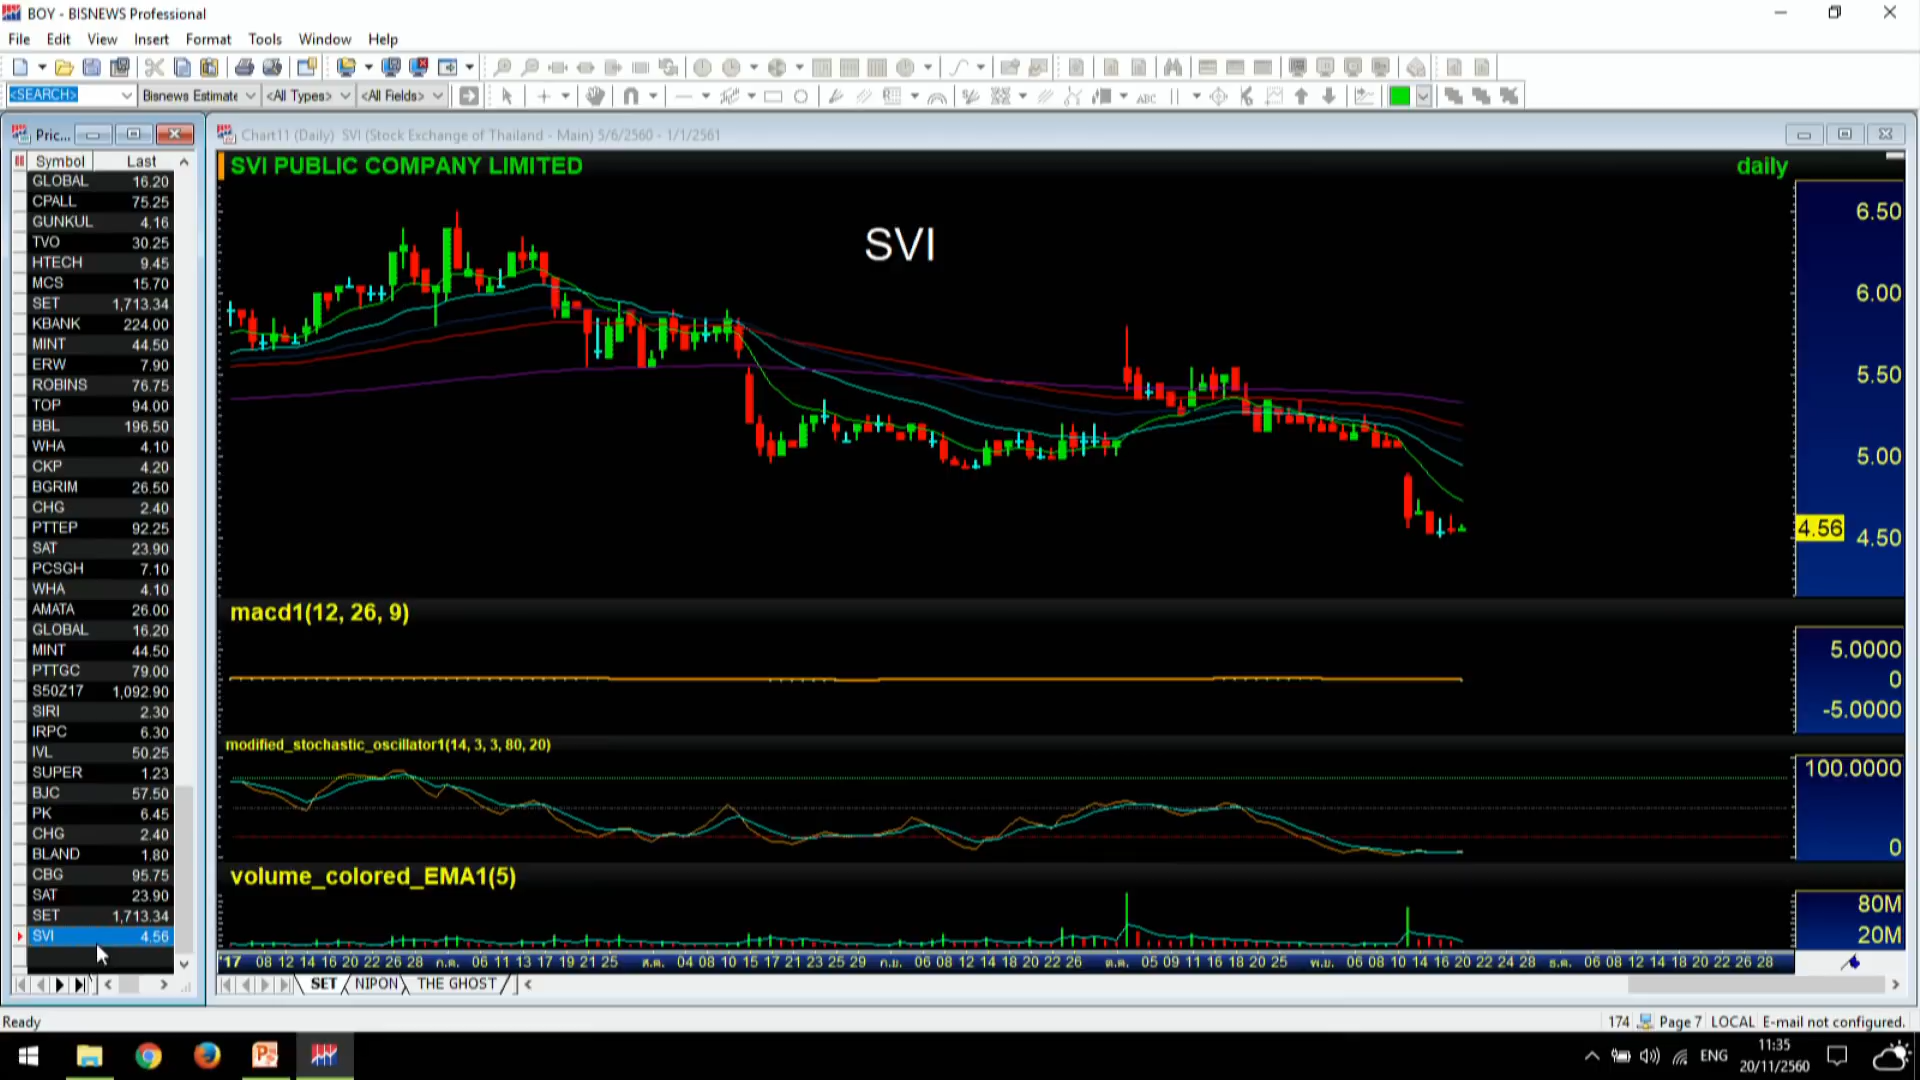 BOY - BISNEWS Professional
File Edit View Insert Format Tools Window Help
<SEARCH> Bisnews Estimate <All Types> <All Fields>
ABC
Pric...
Chart11 (Daily) SVI (Stock Exchange of Thailand - Main) 5/6/2560 - 1/1/2561
Symbol Last
GLOBAL 16.20
CPALL 75.25
GUNKUL 4.16
TVO 30.25
HTECH 9.45
MCS 15.70
SET 1,713.34
KBANK 224.00
MINT 44.50
ERW 7.90
ROBINS 76.75
TOP 94.00
BBL 196.50
WHA 4.10
CKP 4.20
BGRIM 26.50
CHG 2.40
PTTEP 92.25
SAT 23.90
PCSGH 7.10
WHA 4.10
AMATA 26.00
GLOBAL 16.20
MINT 44.50
PTTGC 79.00
S50Z17 1,092.90
SIRI 2.30
IRPC 6.30
IVL 50.25
SUPER 1.23
BJC 57.50
PK 6.45
CHG 2.40
BLAND 1.80
CBG 95.75
SAT 23.90
SET 1,713.34
SVI 4.56
SVI PUBLIC COMPANY LIMITED daily
SVI
6.50
6.00
5.50
5.00
4.56 4.50
macd1(12, 26, 9)
5.0000
0
-5.0000
modified_stochastic_oscillator1(14, 3, 3, 80, 20)
100.0000
0
volume_colored_EMA1(5)
80M
20M
'17 08 12 14 16 20 22 26 28 ก.ค. 06 11 13 17 19 21 25 ส.ค. 04 08 10 15 17 21 23 25 29 ก.ย. 06 08 12 14 18 20 22 26 ต.ค. 05 09 11 16 18 20 25 พ.ย. 06 08 10 14 16 20 22 24 28 ธ.ค. 06 08 12 14 18 20 22 26 28
SET NIPON THE GHOST
Ready 174 Page 7 LOCAL E-mail not configured.
ENG
11:35
20/11/2560